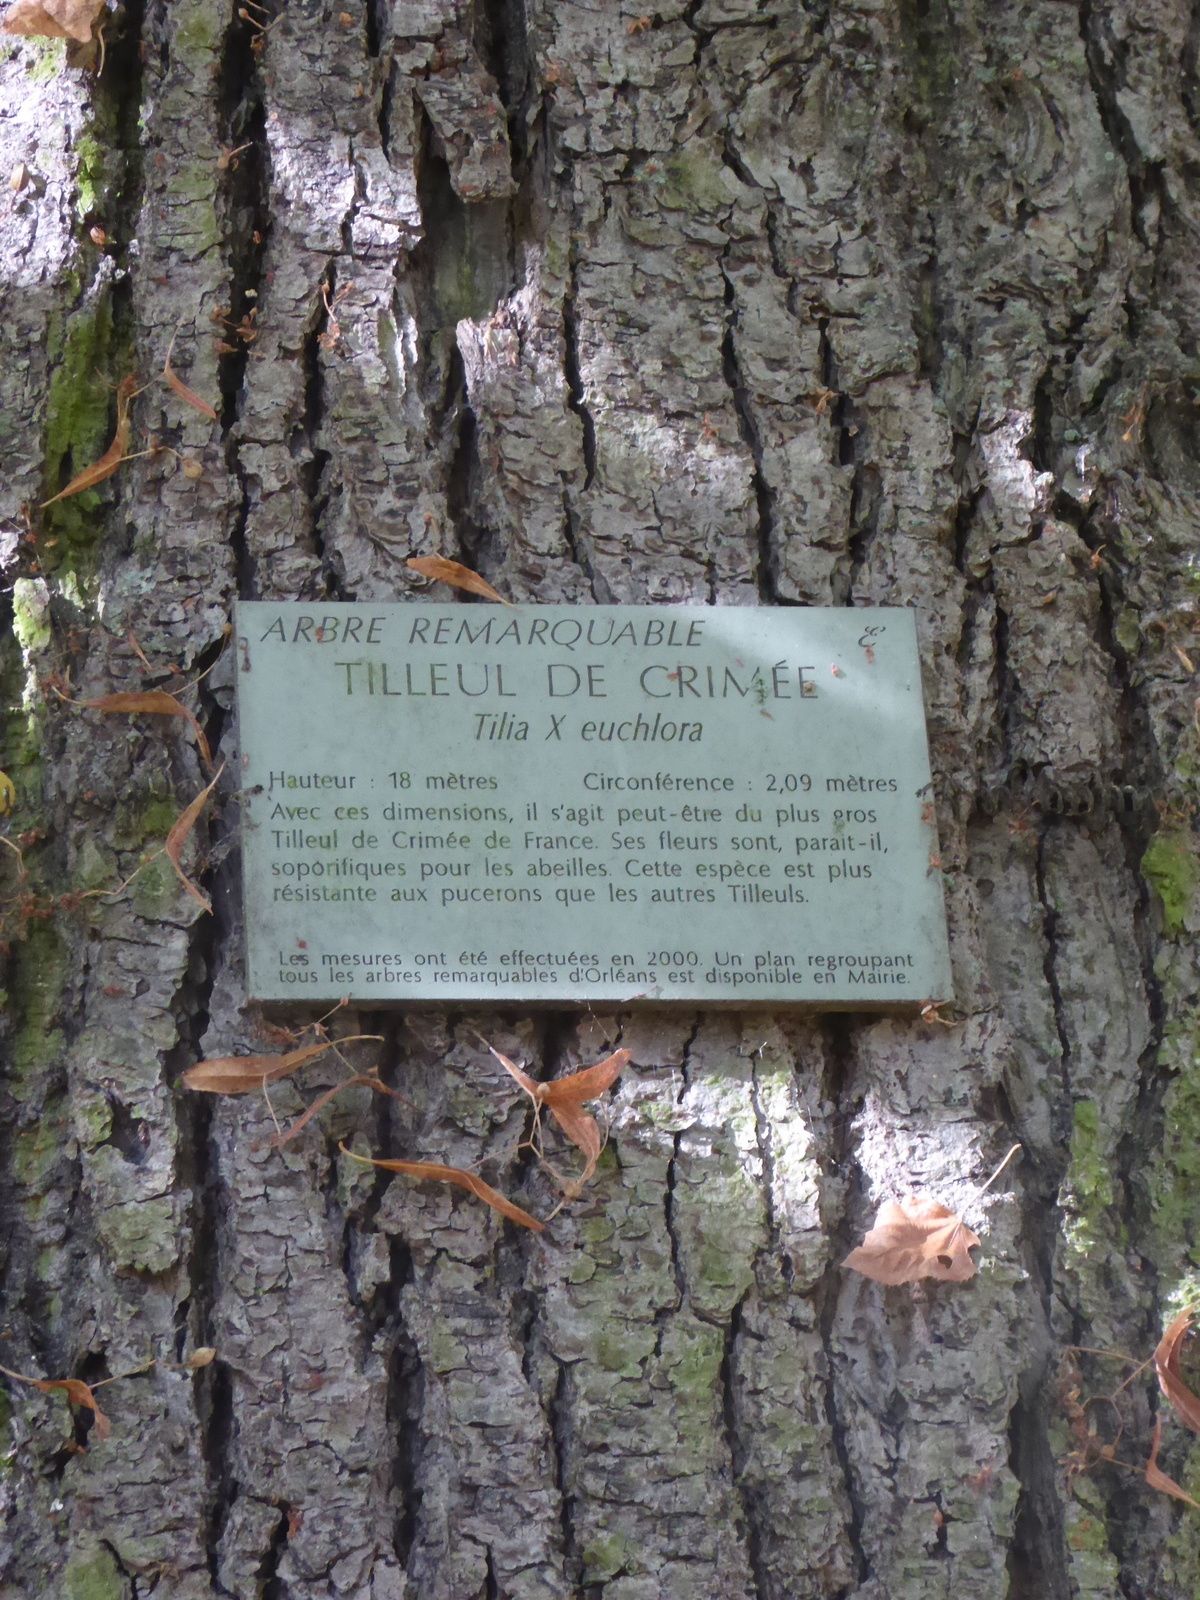 ARBRE REMARQUABLE
TILLEUL DE CRIMÉE
Tilia X euchlora
Hauteur : 18 mètres Circonférence : 2,09 mètres
Avec ces dimensions, il s'agit peut-être du plus gros
Tilleul de Crimée de France. Ses fleurs sont, parait-il,
soporifiques pour les abeilles. Cette espèce est plus
résistante aux pucerons que les autres Tilleuls.
Les mesures ont été effectuées en 2000. Un plan regroupant
tous les arbres remarquables d'Orléans est disponible en Mairie.